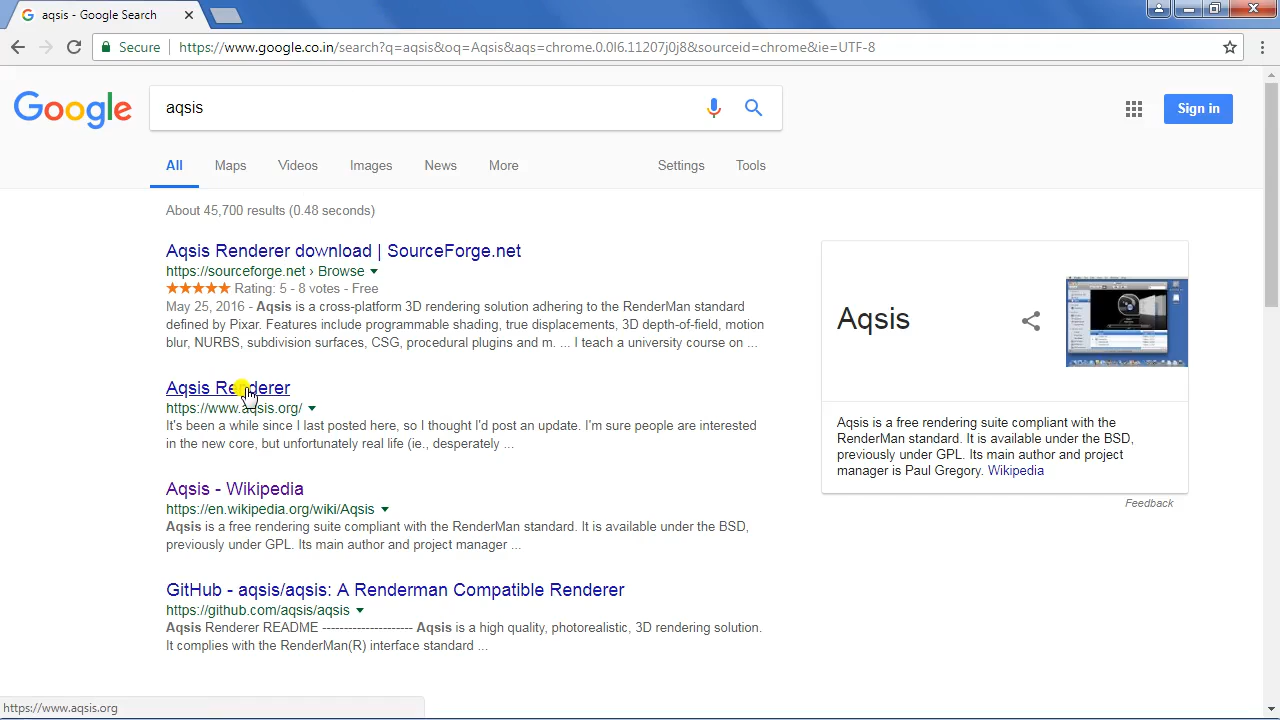 aqsis - Google Search
Secure
https://www.google.co.in/search?q=aqsis&oq=Aqsis&aqs=chrome.0.0l6.11207j0j8&sourceid=chrome&ie=UTF-8
Google
aqsis
Sign in
All
Maps
Videos
Images
News
More
Settings
Tools
About 45,700 results (0.48 seconds)
Aqsis Renderer download | SourceForge.net
https://sourceforge.net › Browse
Rating: 5 - 8 votes - Free
May 25, 2016 - Aqsis is a cross-platform 3D rendering solution adhering to the RenderMan standard
defined by Pixar. Features include programmable shading, true displacements, 3D depth-of-field, motion
blur, NURBS, subdivision surfaces, plugins and ... I teach a university course on ...
Aqsis Renderer
https://www.aqsis.org/
It's been a while since I last posted here, so I thought I'd post an update. I'm sure people are interested
in the new core, but unfortunately real life (ie., desperately ...
Aqsis - Wikipedia
https://en.wikipedia.org/wiki/Aqsis
Aqsis is a free rendering suite compliant with the RenderMan standard. It is available under the BSD,
previously under GPL. Its main author and project manager ...
GitHub - aqsis/aqsis: A Renderman Compatible Renderer
https://github.com/aqsis/aqsis
Aqsis Renderer README --------------------- Aqsis is a high quality, photorealistic, 3D rendering solution.
It complies with the RenderMan(R) interface standard ...
Aqsis
Aqsis is a free rendering suite compliant with the
RenderMan standard. It is available under the BSD,
previously under GPL. Its main author and project
manager is Paul Gregory. Wikipedia
Feedback
https://www.aqsis.org